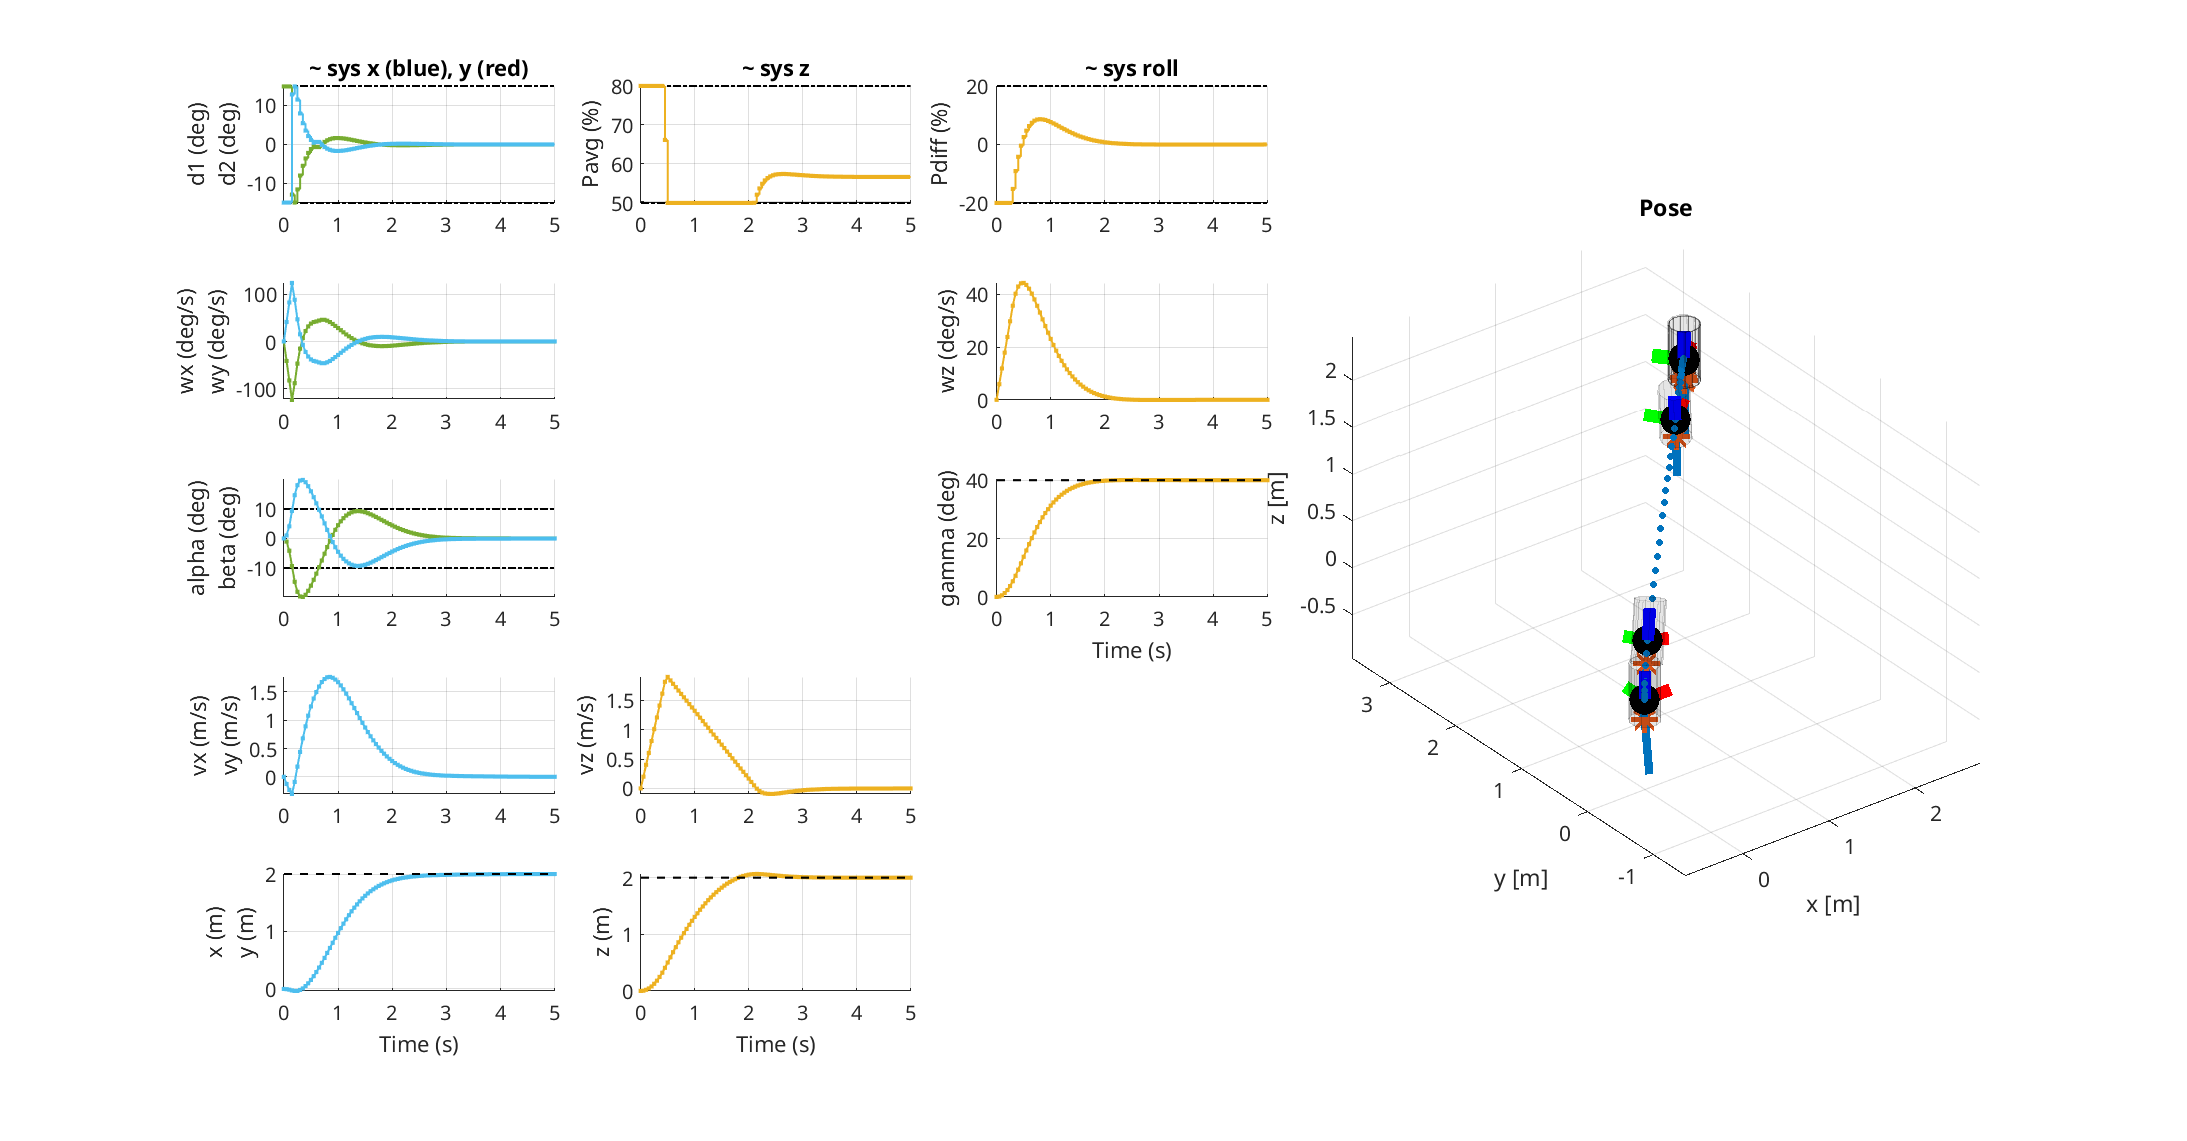 ~ sys x (blue), y (red)
d1 (deg)
d2 (deg)
10
0
-10
0 1 2 3 4 5
~ sys z
Pavg (%)
80
70
60
50
0 1 2 3 4 5
~ sys roll
Pdiff (%)
20
0
-20
0 1 2 3 4 5
wx (deg/s)
wy (deg/s)
100
0
-100
0 1 2 3 4 5
wz (deg/s)
40
20
0
0 1 2 3 4 5
alpha (deg)
beta (deg)
10
0
-10
0 1 2 3 4 5
gamma (deg)
40
20
0
0 1 2 3 4 5
Time (s)
vx (m/s)
vy (m/s)
1.5
1
0.5
0
0 1 2 3 4 5
vz (m/s)
1.5
1
0.5
0
0 1 2 3 4 5
x (m)
y (m)
2
1
0
0 1 2 3 4 5
Time (s)
z (m)
2
1
0
0 1 2 3 4 5
Time (s)
Pose
z [m]
2
1.5
1
0.5
0
-0.5
3
2
1
0
-1
y [m]
0
1
2
x [m]